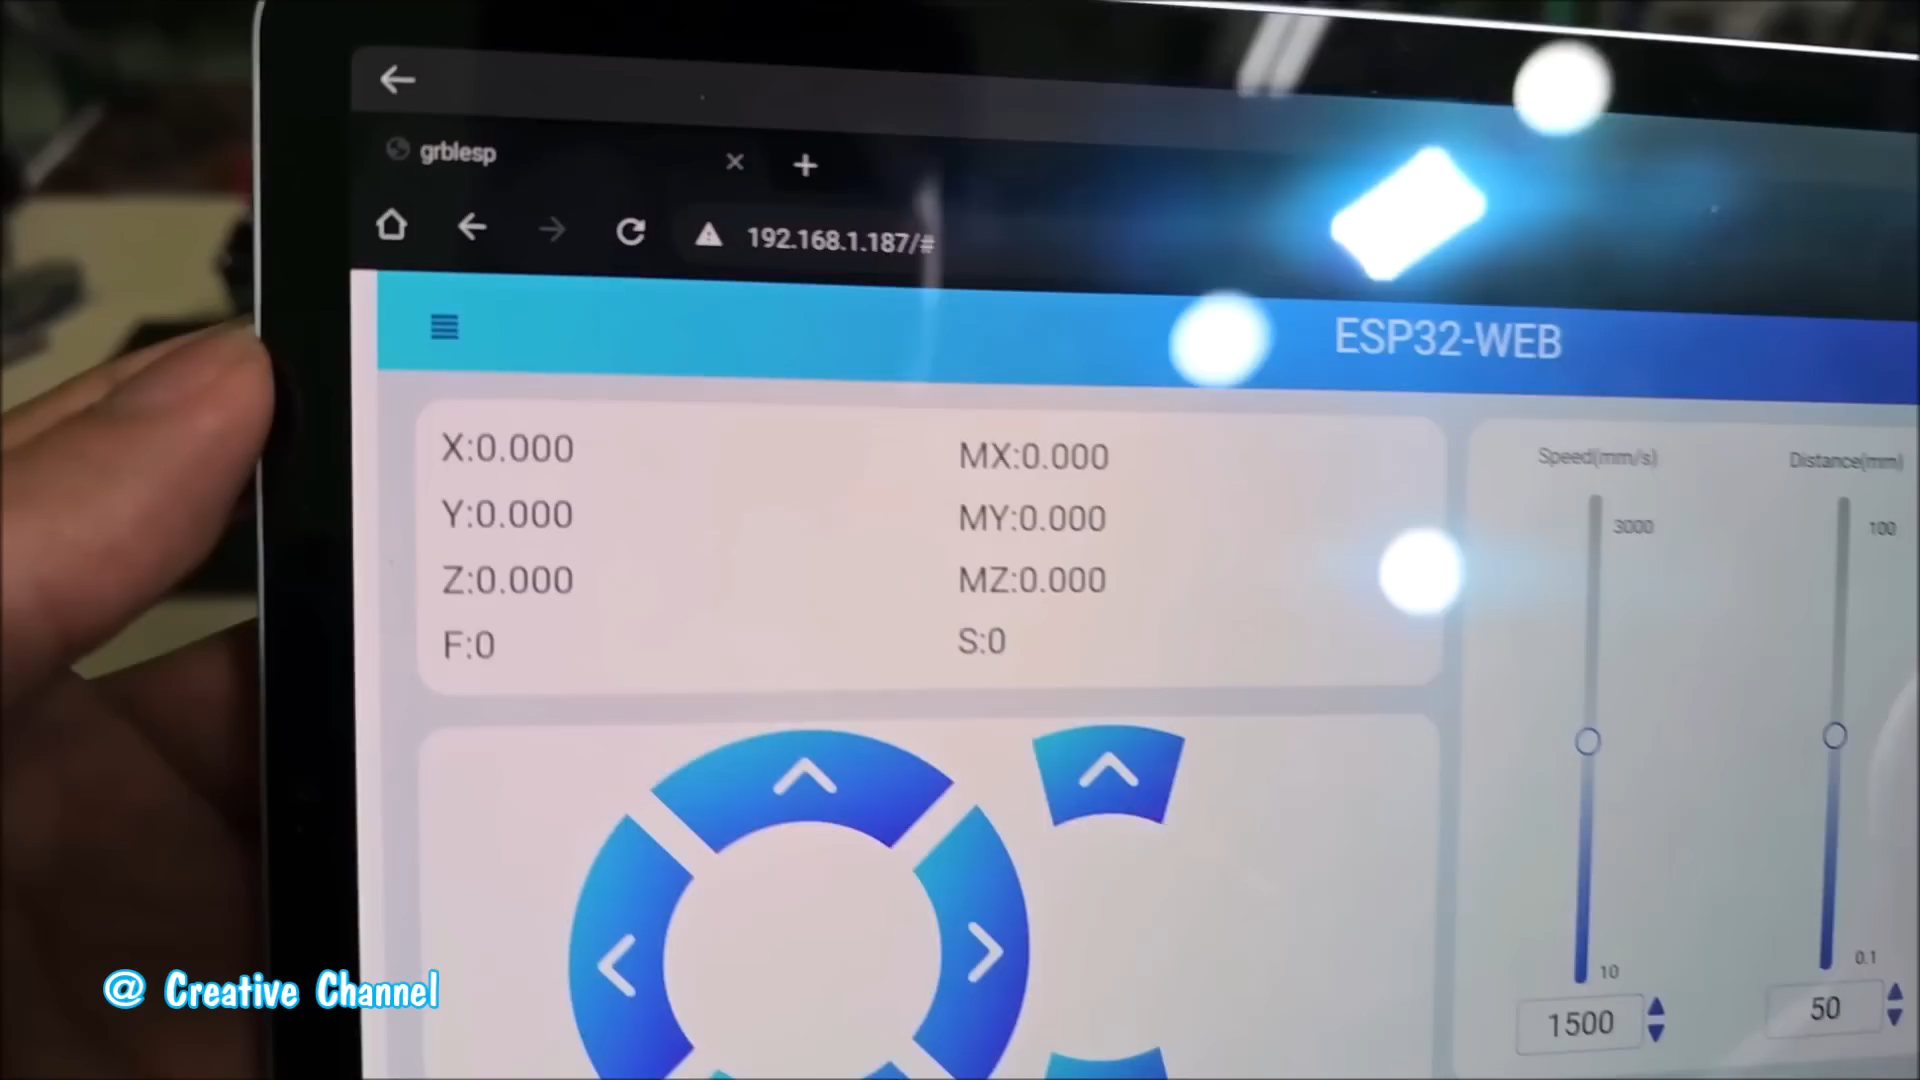 grblesp
192.168.1.187/#
ESP32-WEB
X:0.000
MX:0.000
Y:0.000
MY:0.000
Z:0.000
MZ:0.000
F:0
S:0
Speed(mm/s)
Distance(mm)
3000
100
10
0.1
1500
50
@ Creative Channel